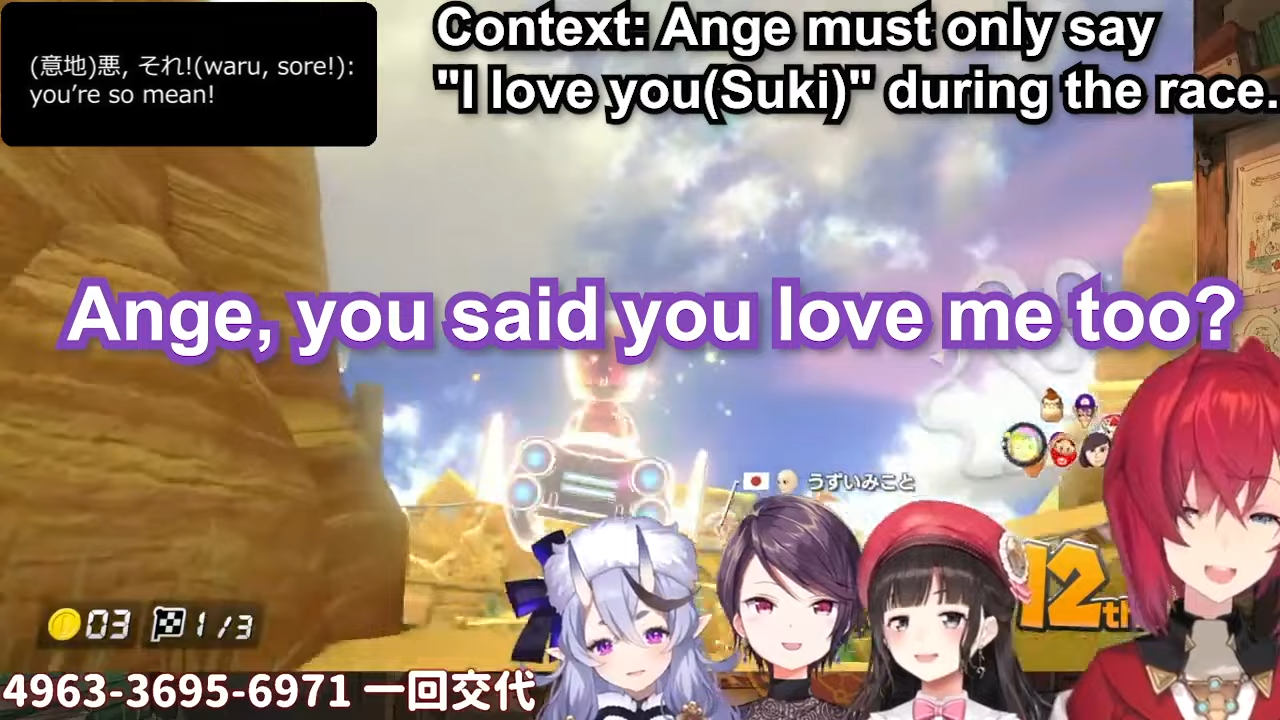 (意地)悪, それ!(waru, sore!):
you're so mean!
Context: Ange must only say
"I love you(Suki)" during the race.
Ange, you said you love me too?
うずいみこと
03 1/3
12th
4963-3695-6971 一回交代